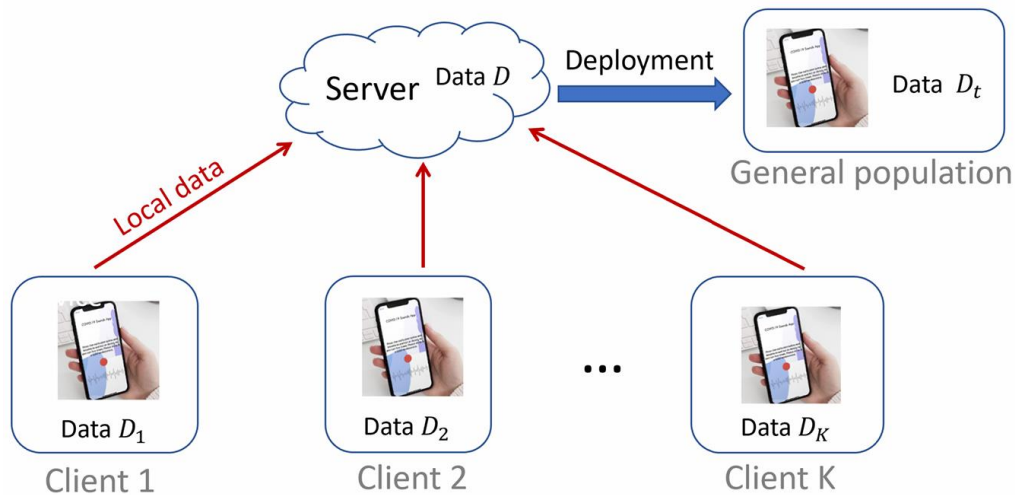 Server Data D
Deployment
Data D_t
General population
Local data
Data D_1
Client 1
Data D_2
Client 2
...
Data D_K
Client K